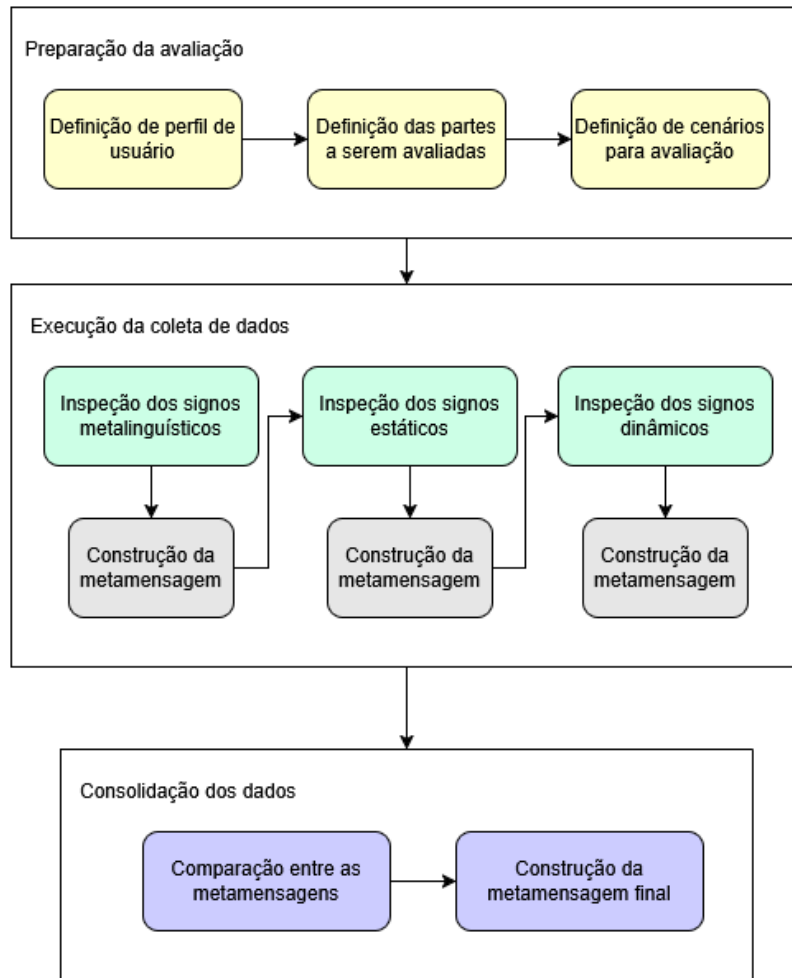 Preparação da avaliação
Definição de perfil de
usuário
Definição das partes
a serem avaliadas
Definição de cenários
para avaliação
Execução da coleta de dados
Inspeção dos signos
metalinguísticos
Inspeção dos signos
estáticos
Inspeção dos signos
dinâmicos
Construção da
metamensagem
Construção da
metamensagem
Construção da
metamensagem
Consolidação dos dados
Comparação entre as
metamensagens
Construção da
metamensagem final